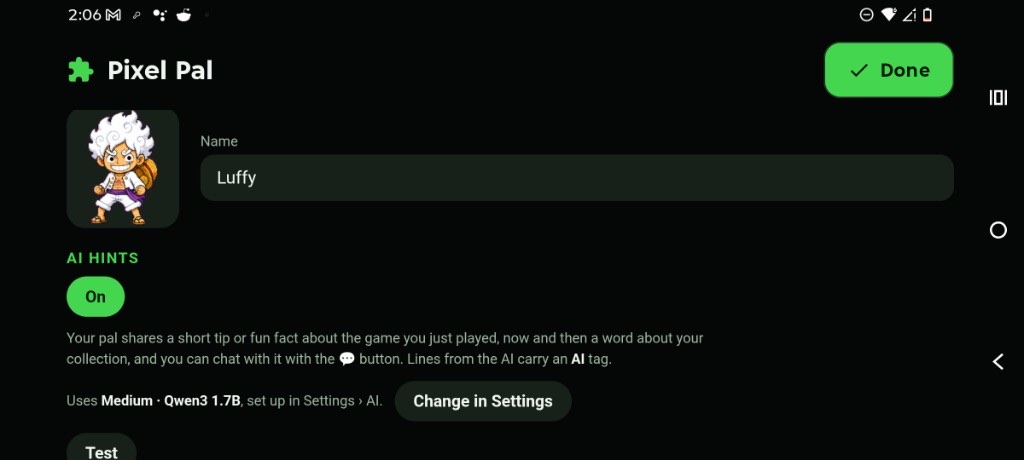 2:06
Pixel Pal
Done
Name
Luffy
AI HINTS
On
Your pal shares a short tip or fun fact about the game you just played, now and then a word about your
collection, and you can chat with it with the 💬 button. Lines from the AI carry an AI tag.
Uses Medium · Qwen3 1.7B, set up in Settings › AI.
Change in Settings
Test